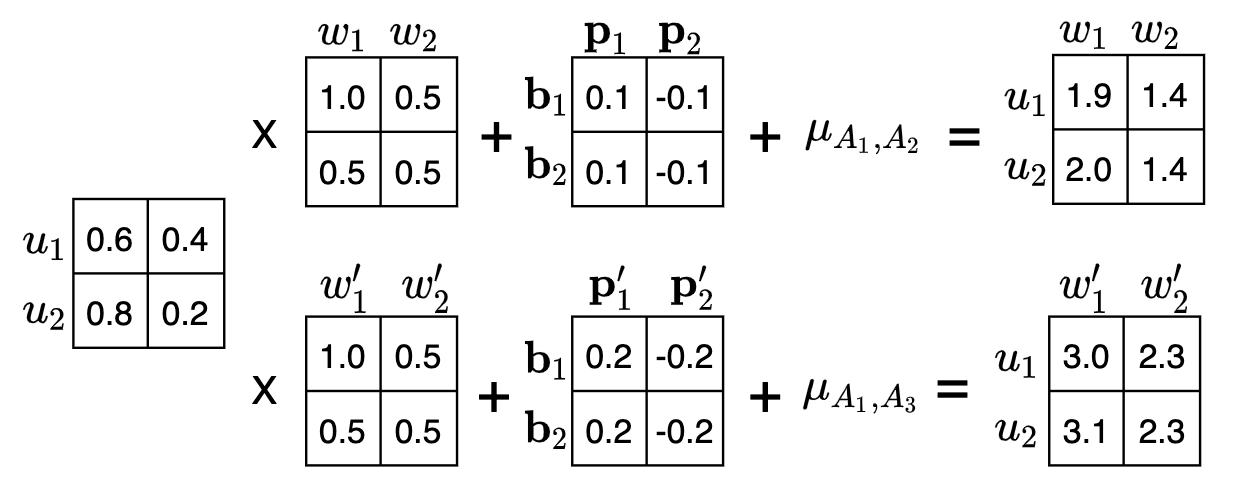 w₁ w₂ 𝐩₁ 𝐩₂ w₁ w₂
x 1.0 0.5 + 𝐛₁ 0.1 -0.1 + μ_{A₁,A₂} = u₁ 1.9 1.4
0.5 0.5 𝐛₂ 0.1 -0.1 u₂ 2.0 1.4
u₁ 0.6 0.4
u₂ 0.8 0.2
w′₁ w′₂ 𝐩′₁ 𝐩′₂ w′₁ w′₂
x 1.0 0.5 + 𝐛₁ 0.2 -0.2 + μ_{A₁,A₃} = u₁ 3.0 2.3
0.5 0.5 𝐛₂ 0.2 -0.2 u₂ 3.1 2.3